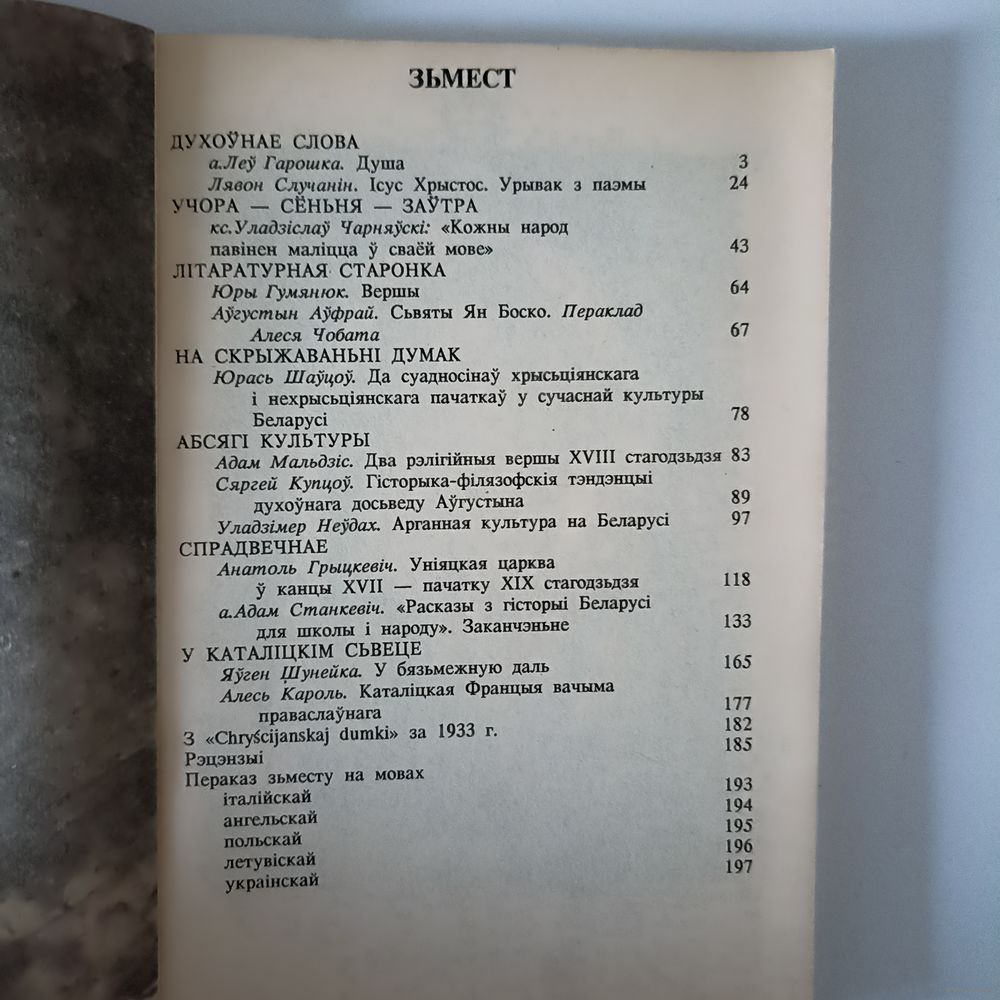 ЗЬМЕСТ
ДУХОЎНАЕ СЛОВА
а.Леў Гарошка. Душа 3
Лявон Случанін. Ісус Хрыстос. Урывак з паэмы 24
УЧОРА — СЁНЬНЯ — ЗАЎТРА
кс.Уладзіслаў Чарняўскі: «Кожны народ
павінен маліцца ў сваёй мове» 43
ЛІТАРАТУРНАЯ СТАРОНКА
Юры Гумянюк. Вершы 64
Аўгустын Аўфрай. Сьвяты Ян Боско. Пераклад
Алеся Чобата 67
НА СКРЫЖАВАНЬНІ ДУМАК
Юрась Шаўцоў. Да суадносінаў хрысьціянскага
і нехрысьціянскага пачаткаў у сучаснай культуры
Беларусі 78
АБСЯГІ КУЛЬТУРЫ
Адам Мальдзіс. Два рэлігійныя вершы XVIII стагодзьдзя 83
Сяргей Купцоў. Гісторыка-філязофскія тэндэнцыі
духоўнага досьведу Аўгустына 89
Уладзімер Неўдах. Арганная культура на Беларусі 97
СПРАДВЕЧНАЕ
Анатоль Грыцкевіч. Уніяцкая царква
ў канцы XVII — пачатку XIX стагодзьдзя 118
а.Адам Станкевіч. «Расказы з гісторыі Беларусі
для школы і народу». Заканчэньне 133
У КАТАЛІЦКІМ СЬВЕЦЕ
Яўген Шунейка. У бязьмежную даль 165
Алесь Кароль. Каталіцкая Францыя вачыма
праваслаўнага 177
З «Chryścijanskaj dumki» за 1933 г. 182
Рэцэнзыі 185
Пераказ зьместу на мовах
італійскай 193
ангельскай 194
польскай 195
летувіскай 196
украінскай 197